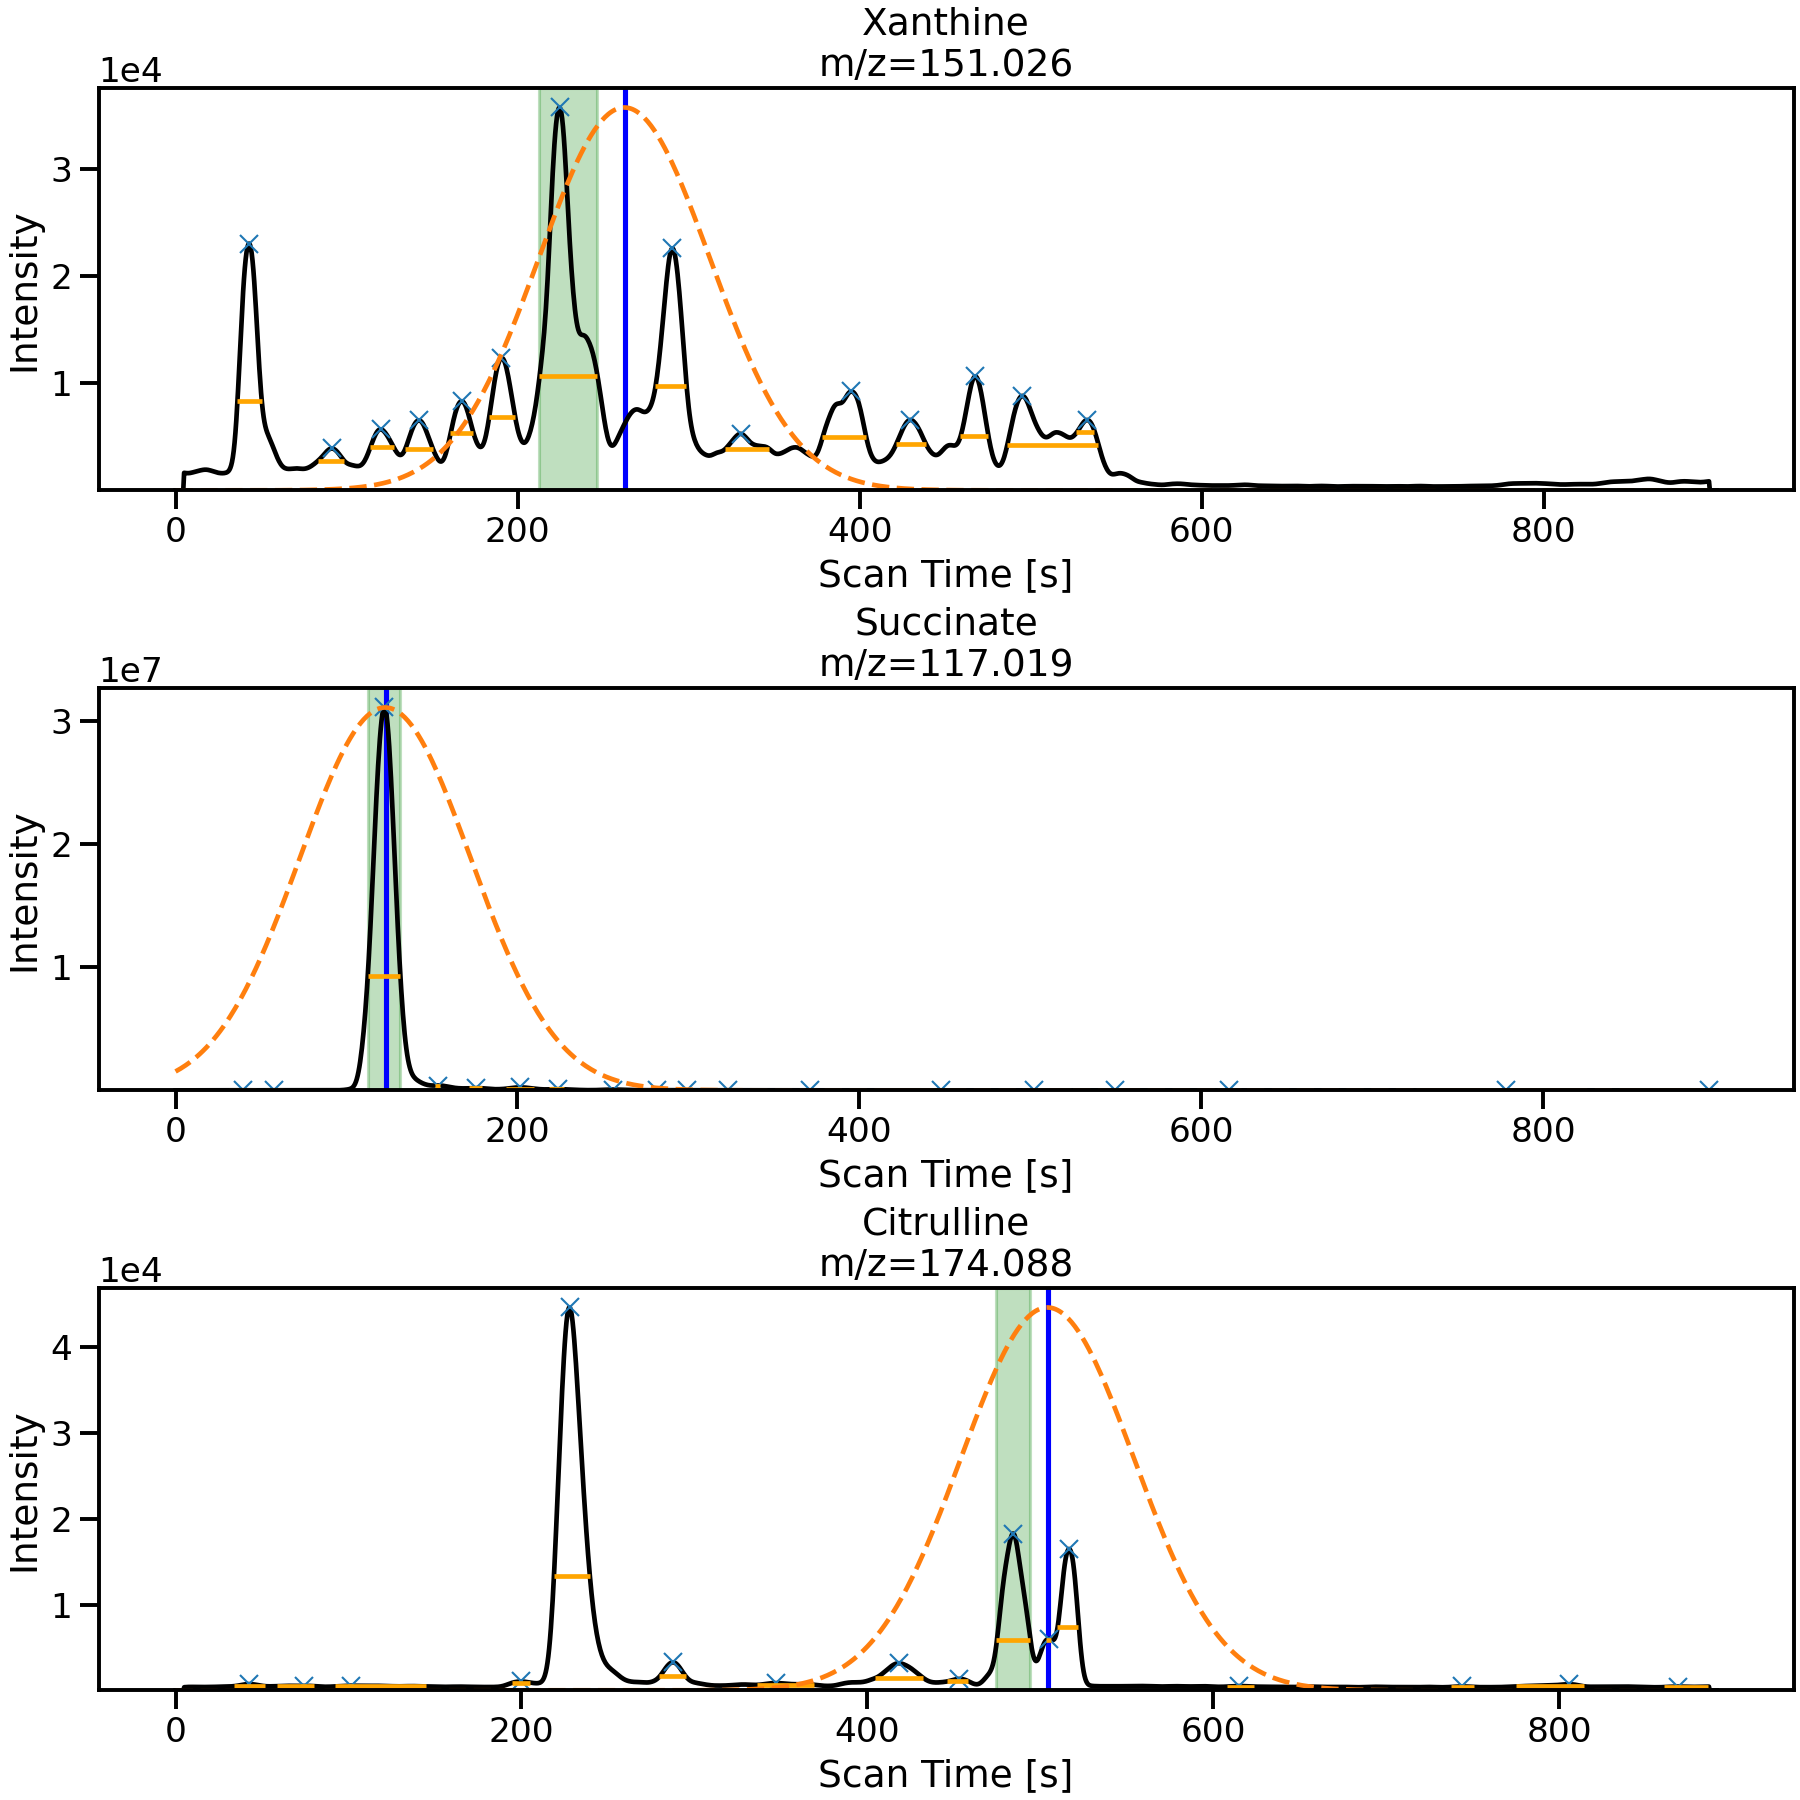 Xanthine
m/z=151.026
1e4
3
2
1
Intensity
0 200 400 600 800
Scan Time [s]
Succinate
m/z=117.019
1e7
3
2
1
Intensity
0 200 400 600 800
Scan Time [s]
Citrulline
m/z=174.088
1e4
4
3
2
1
Intensity
0 200 400 600 800
Scan Time [s]